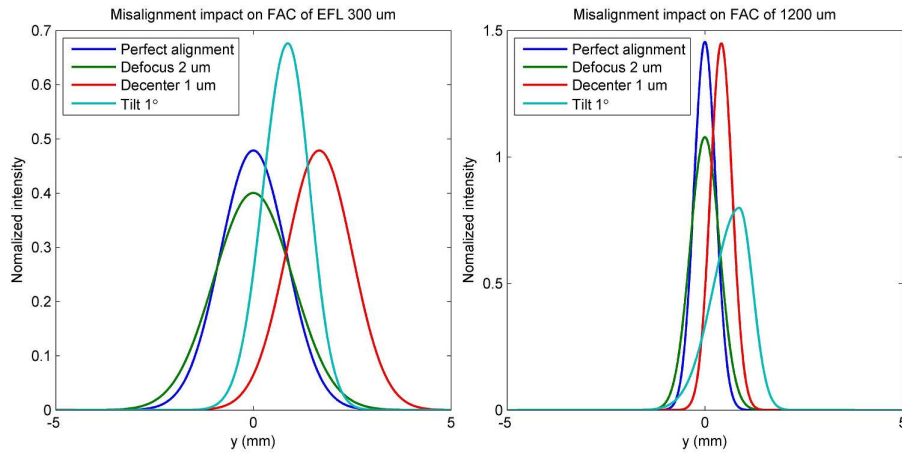 Misalignment impact on FAC of EFL 300 um
0.7
0.6
0.5
0.4
0.3
0.2
0.1
0
-5
0
5
Nomalized intensity
y (mm)
Perfect alignment
Defocus 2 um
Decenter 1 um
Tilt 1°
Misalignment impact on FAC of 1200 um
1.5
1
0.5
0
-5
0
5
Nomalized intensity
y (mm)
Perfect alignment
Defocus 2 um
Decenter 1 um
Tilt 1°